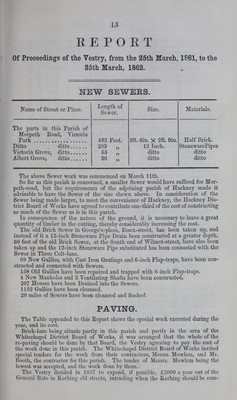 13
REPORT
Of Proceedings of the Vestry, from the 25th March, 1861, to the
25th March, 1862.
NEW SEWERS.
Name of Street or Place. Length of Sewer. Size. Materials.
The parts in this Parish of
Morpeth Road, Victoria
Park 462 Feet. 3ft. 6in. × 2ft. 6in. Half Brick.
Ditto ditto 203 „ 12 Inch. Stoneware Pipes
Victoria Grove, ditto 55 „ ditto ditto
Albert Grove, ditto 36 „ ditto ditto
The above Sewer work was commenced on March 11th.
So far as this parish is concerned, a smaller Sewer would have sufficed for Mor-
peth-road, but the requirements of the adjoining parish of Hackney made it
advisable to have the Sewer of the size shewn above. In consideration of the
Sewer being made larger, to meet the convenience of Hackney, the Hackney Dis-
trict Board of Works have agreed to contribute one-third of the cost of constructing
so much of the Sewer as is in this parish.
In consequence of the nature of the ground, it is necessary to leave a great
quantity of timber in the cutting, thereby considerably increasing the cost.
The old Brick Sewer in George's-place, Essex-street, has been taken up, and
instead of it a 12-inch Stoneware Pipe Drain been constructed at a greater depth.
60 feet of the old Brick Sewer, at the South end of Wilmot-street, have also been
taken up and the 12-inch Stoneware Pipe substituted has been connected with the
Sewer in Three Colt-lane.
49 New Gullies, with Cast Iron Gratings and 6-inch Flap-traps, have been con-
structed and connected with Sewers.
158 Old Gullies have been repaired and trapped with 6-inch Flap-traps.
4 New Manholes and 2 Ventilating Shafts have been constructed.
207 Houses have been Drained into the Sewers.
1152 Gullies have been cleansed.
20 miles of Sewers have been cleansed and flushed.
PAVING.
The Table appended to this Report shows the special work executed during the
year, and its cost.
Brick-lane being situate partly in this parish and partly in the area of the
Whitechapel District Board of Works, it was arranged that the whole of the
re-paving should be done by that Board, the Vestry agreeing to pay the cost of
the work done in this parish. The Whitechapel District Board of Works invited
special tenders for the work from their contractors, Messrs. Mowlem, and Mr.
Booth, the contractor for this parish. The tender of Messrs. Mowlem being the
lowest was accepted, and the work done by them.
The Vestry decided in 1857 to expend, if possible, £2000 a year out of the
General Rate in Kerbing old streets, intending when the Kerbing should be com-